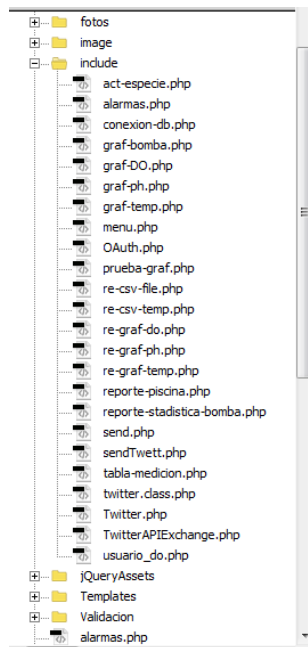 fotos
image
include
act-especie.php
alarmas.php
conexion-db.php
graf-bomba.php
graf-DO.php
graf-ph.php
graf-temp.php
menu.php
OAuth.php
prueba-graf.php
re-csv-file.php
re-csv-temp.php
re-graf-do.php
re-graf-ph.php
re-graf-temp.php
reporte-piscina.php
reporte-stadistica-bomba.php
send.php
sendTwett.php
tabla-medicion.php
twitter.class.php
Twitter.php
TwitterAPIExchange.php
usuario_do.php
jQueryAssets
Templates
Validacion
alarmas.php